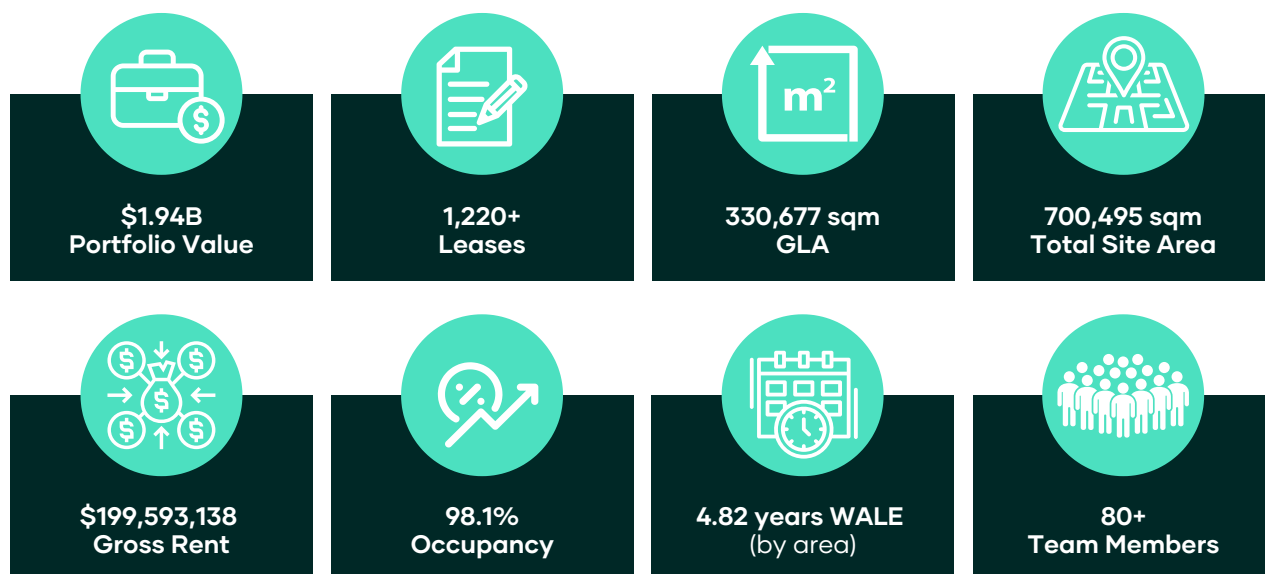 m²
$1.94B
Portfolio Value
1,220+
Leases
330,677 sqm
GLA
700,495 sqm
Total Site Area
$199,593,138
Gross Rent
98.1%
Occupancy
4.82 years WALE
(by area)
80+
Team Members